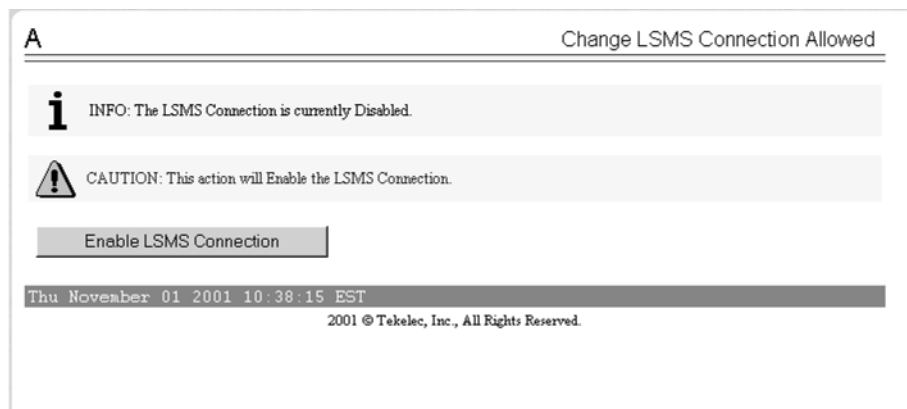 A
Change LSMS Connection Allowed
INFO: The LSMS Connection is currently Disabled.
CAUTION: This action will Enable the LSMS Connection.
Enable LSMS Connection
Thu November 01 2001 10:38:15 EST
2001 © Tekelec, Inc., All Rights Reserved.